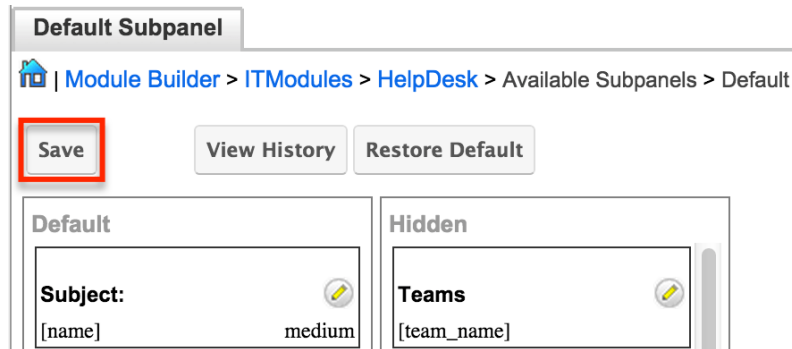 Default Subpanel
| Module Builder > ITModules > HelpDesk > Available Subpanels > Default
Save View History Restore Default
Default Hidden
Subject: Teams
[name] medium [team_name]